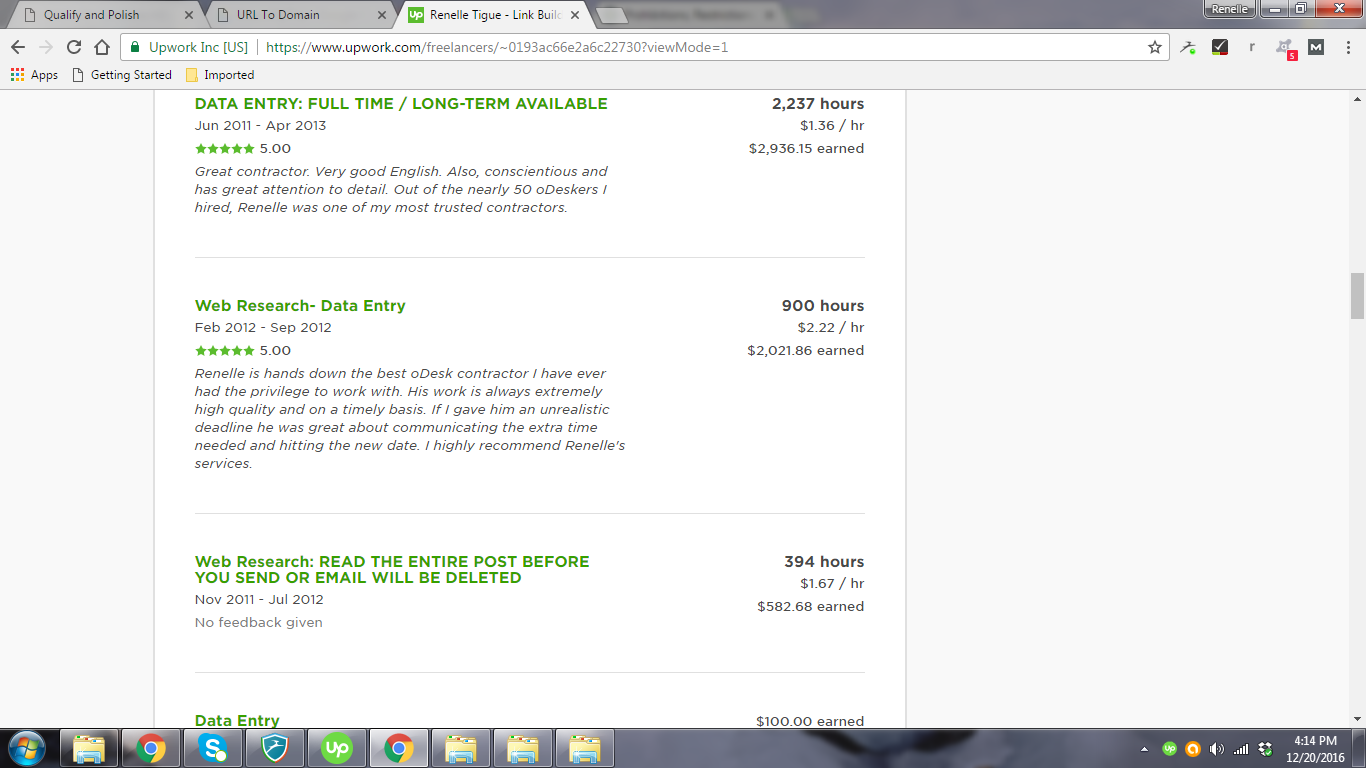 Qualify and Polish
URL To Domain
Up Renelle Tigue - Link Buil
Renelle
Upwork Inc [US]
https://www.upwork.com/freelancers/~0193ac66e2a6c22730?viewMode=1
r
S
M
Apps
Getting Started
Imported
DATA ENTRY: FULL TIME / LONG-TERM AVAILABLE
2,237 hours
Jun 2011 - Apr 2013
$1.36 / hr
5.00
$2,936.15 earned
Great contractor. Very good English. Also, conscientious and
has great attention to detail. Out of the nearly 50 oDeskers I
hired, Renelle was one of my most trusted contractors.
Web Research- Data Entry
900 hours
Feb 2012 - Sep 2012
$2.22 / hr
5.00
$2,021.86 earned
Renelle is hands down the best oDesk contractor I have ever
had the privilege to work with. His work is always extremely
high quality and on a timely basis. If I gave him an unrealistic
deadline he was great about communicating the extra time
needed and hitting the new date. I highly recommend Renelle's
services.
Web Research: READ THE ENTIRE POST BEFORE
YOU SEND OR EMAIL WILL BE DELETED
394 hours
Nov 2011 - Jul 2012
$1.67 / hr
No feedback given
$582.68 earned
Data Entry
$100.00 earned
S
Up
up
4:14 PM
12/20/2016